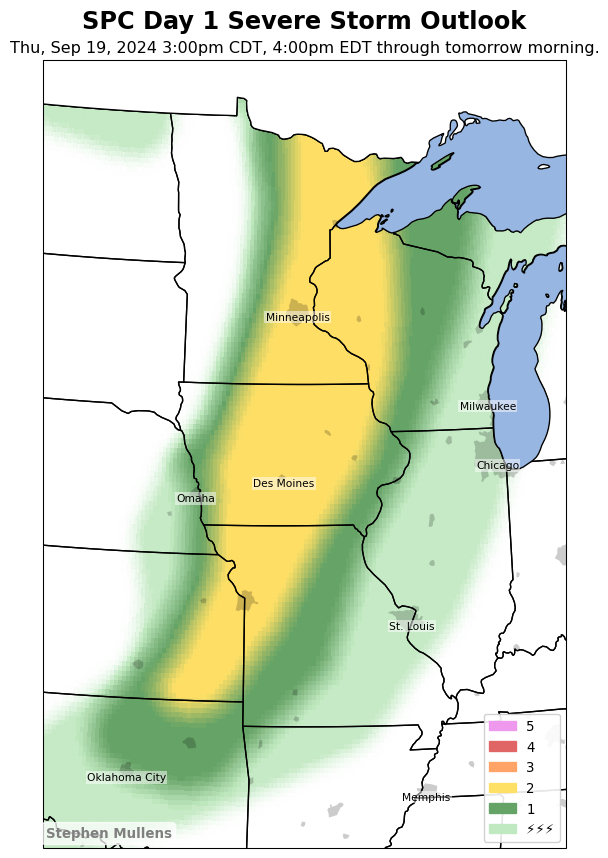 SPC Day 1 Severe Storm Outlook
Thu, Sep 19, 2024 3:00pm CDT, 4:00pm EDT through tomorrow morning.
Minneapolis
Milwaukee
Chicago
Des Moines
Omaha
St. Louis
5
4
3
2
1
⚡⚡⚡
Oklahoma City
Memphis
Stephen Mullens